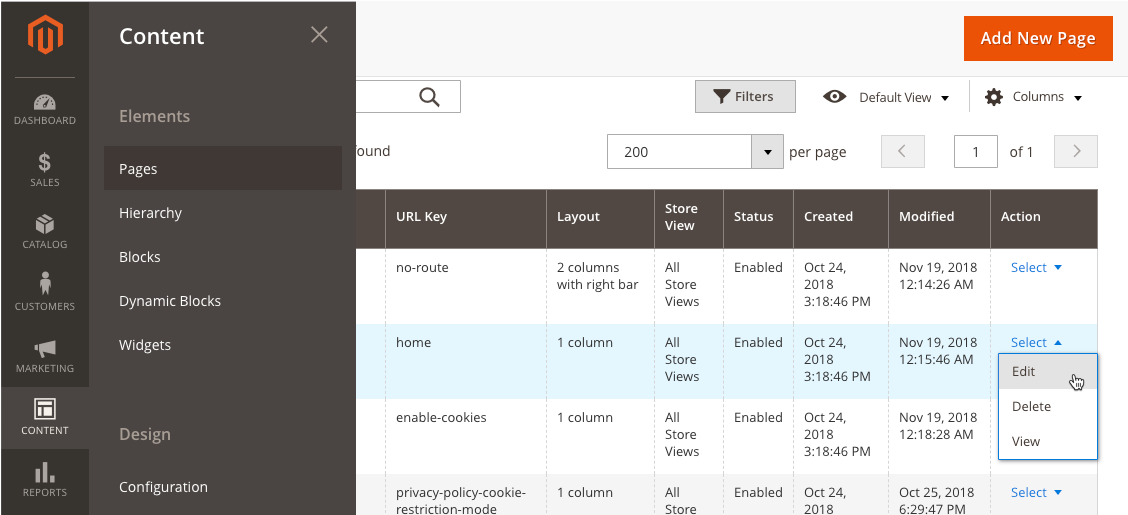 DASHBOARD
SALES
CATALOG
CUSTOMERS
MARKETING
CONTENT
REPORTS
Content
Elements
Pages
Hierarchy
Blocks
Dynamic Blocks
Widgets
Design
Configuration
Add New Page
Filters
Default View
Columns
found
200
per page
1
of 1
URL Key
Layout
Store
View
Status
Created
Modified
Action
no-route
2 columns
with right bar
All
Store
Views
Enabled
Oct 24,
2018
3:18:46 PM
Nov 19, 2018
12:14:26 AM
Select
home
1 column
All
Store
Views
Enabled
Oct 24,
2018
3:18:46 PM
Nov 19, 2018
12:15:46 AM
Select
Edit
Delete
View
enable-cookies
1 column
All
Store
Views
Enabled
Oct 24,
2018
3:18:46 PM
Nov 19, 2018
12:18:28 AM
privacy-policy-cookie-
restriction-mode
1 column
All
Store
Enabled
Oct 24,
2018
Oct 25, 2018
6:29:47 PM
Select